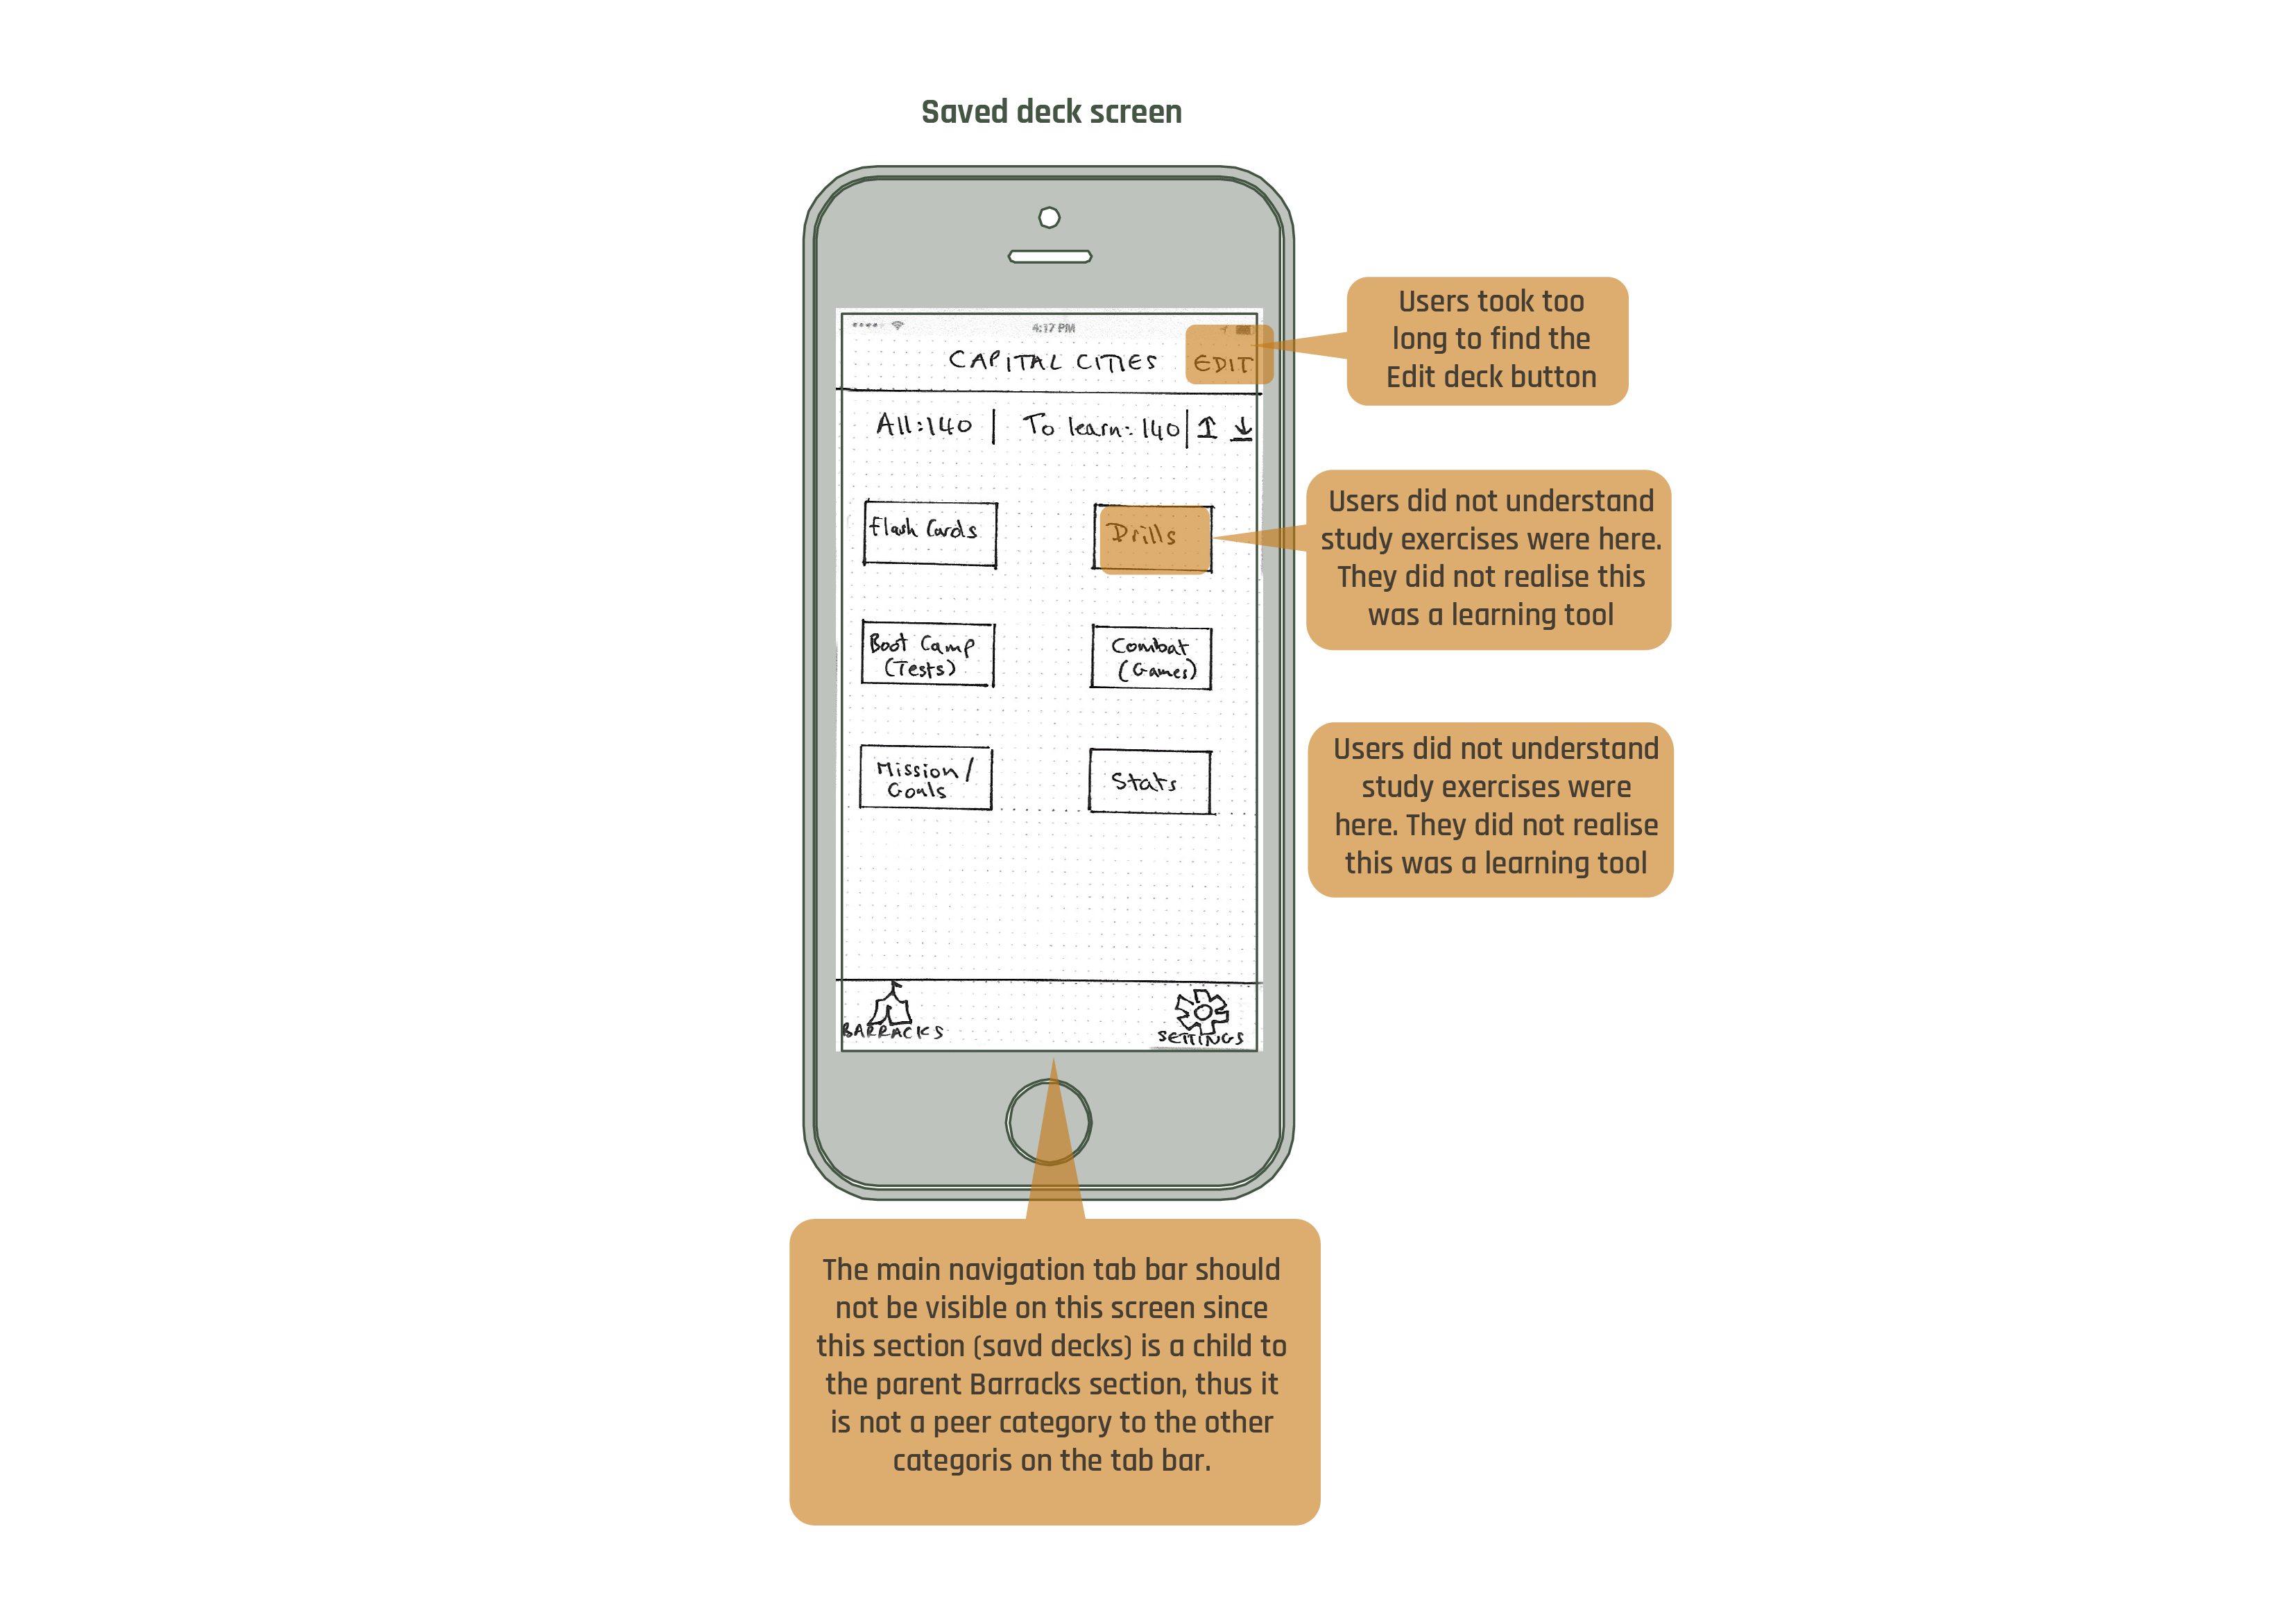 Saved deck screen
4:17 PM
CAPITAL CITIES EDIT
All:140 | To learn: 140
Flash Cards
Drills
Boot Camp
(Tests)
Combat
(Games)
Mission/
Goals
Stats
BARRACKS
SETTINGS
Users took too
long to find the
Edit deck button
Users did not understand
study exercises were here.
They did not realise this
was a learning tool
Users did not understand
study exercises were
here. They did not realise
this was a learning tool
The main navigation tab bar should
not be visible on this screen since
this section (savd decks) is a child to
the parent Barracks section, thus it
is not a peer category to the other
categoris on the tab bar.